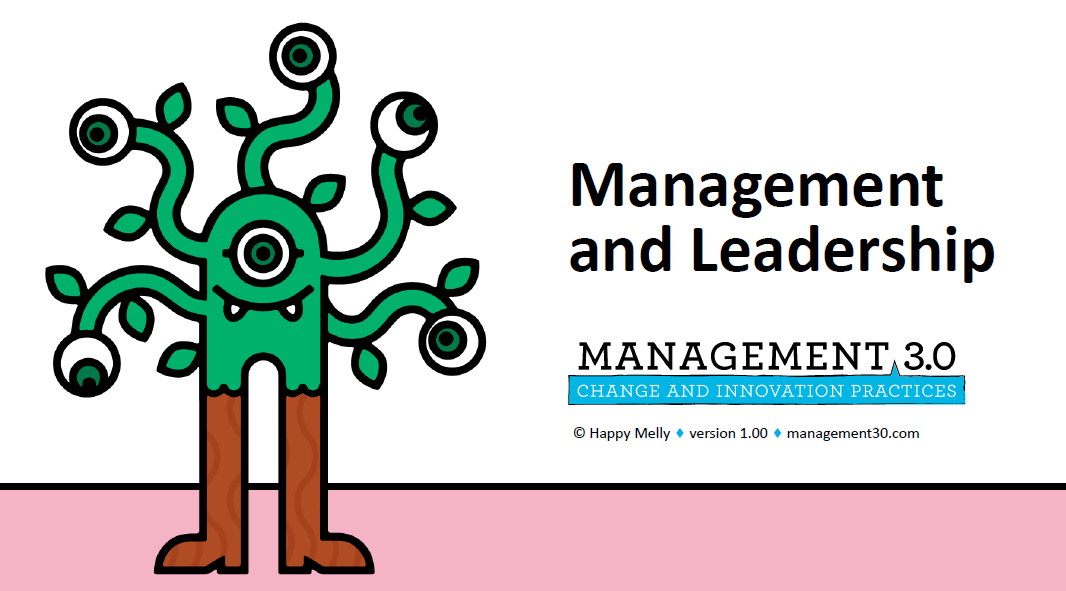 Management
and Leadership
MANAGEMENT 3.0
CHANGE AND INNOVATION PRACTICES
© Happy Melly ♦ version 1.00 ♦ management30.com